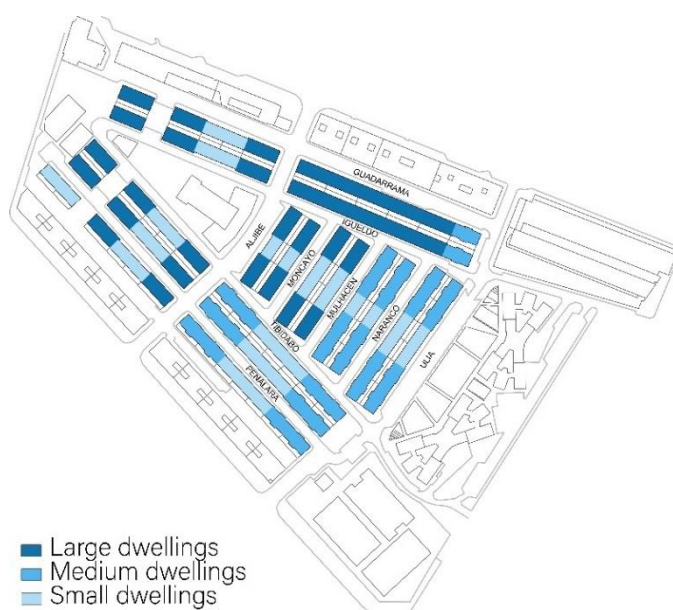 GUADARRAMA
IGUELDO
ALJIBE
MONCAYO
MULHACEN
NARANCO
ULIA
TIBIDABO
PEÑALARA
Large dwellings
Medium dwellings
Small dwellings